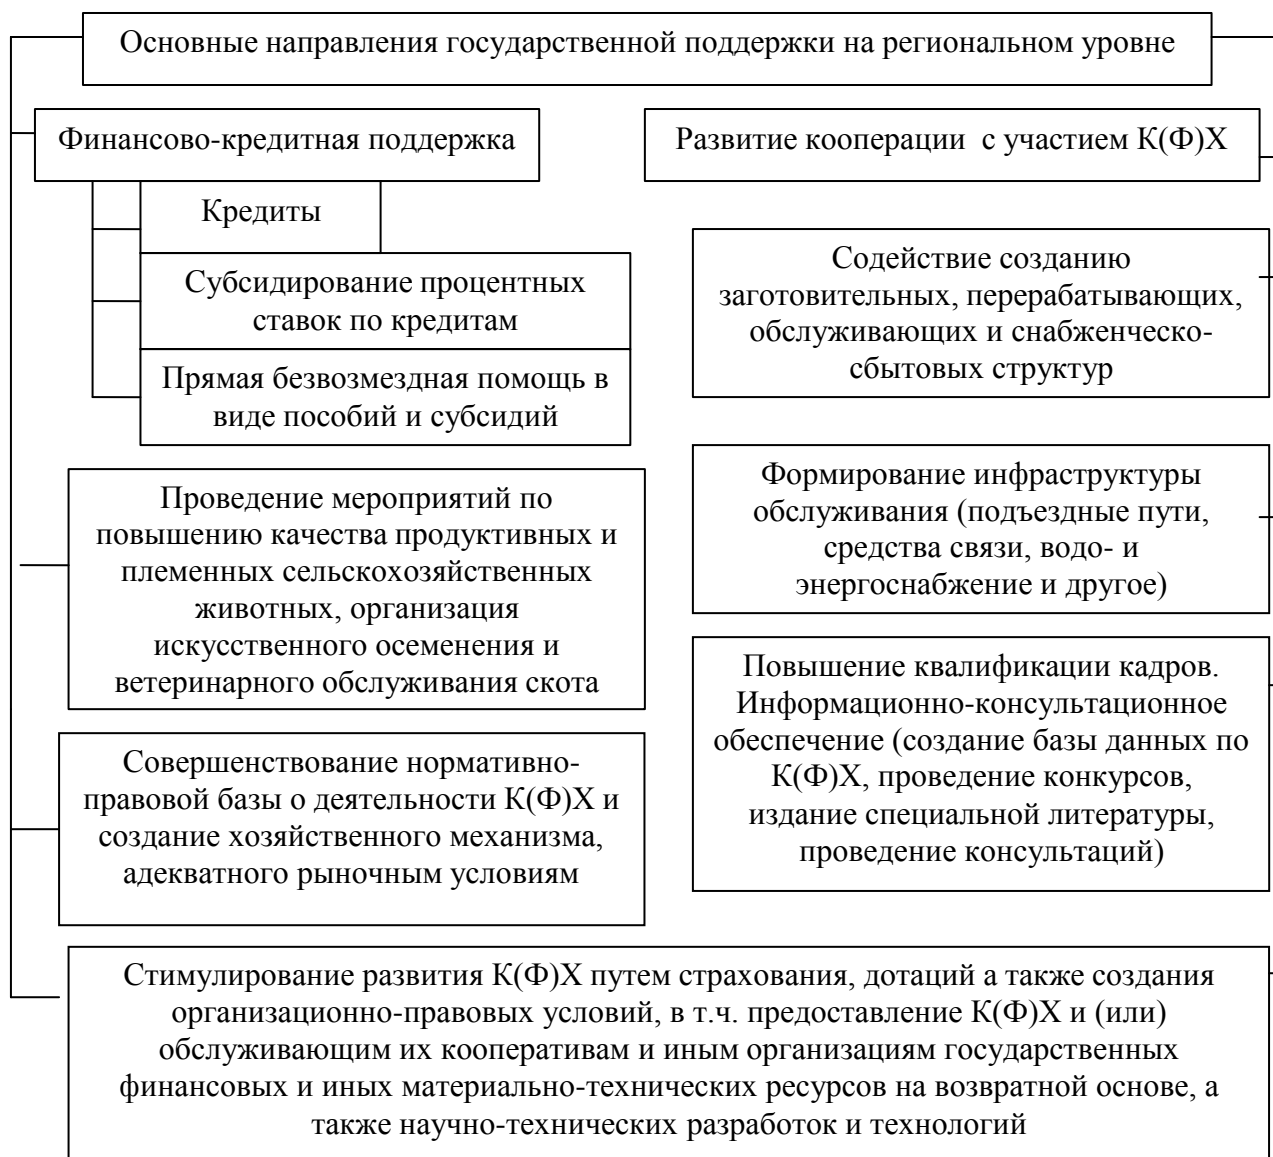 Основные направления государственной поддержки на региональном уровне
Финансово-кредитная поддержка
Кредиты
Субсидирование процентных
ставок по кредитам
Прямая безвозмездная помощь в
виде пособий и субсидий
Проведение мероприятий по
повышению качества продуктивных и
племенных сельскохозяйственных
животных, организация
искусственного осеменения и
ветеринарного обслуживания скота
Совершенствование нормативно-
правовой базы о деятельности К(Ф)Х и
создание хозяйственного механизма,
адекватного рыночным условиям
Развитие кооперации  с участием К(Ф)Х
Содействие созданию
заготовительных, перерабатывающих,
обслуживающих и снабженческо-
сбытовых структур
Формирование инфраструктуры
обслуживания (подъездные пути,
средства связи, водо- и
энергоснабжение и другое)
Повышение квалификации кадров.
Информационно-консультационное
обеспечение (создание базы данных по
К(Ф)Х, проведение конкурсов,
издание специальной литературы,
проведение консультаций)
Стимулирование развития К(Ф)Х путем страхования, дотаций а также создания
организационно-правовых условий, в т.ч. предоставление К(Ф)Х и (или)
обслуживающим их кооперативам и иным организациям государственных
финансовых и иных материально-технических ресурсов на возвратной основе, а
также научно-технических разработок и технологий